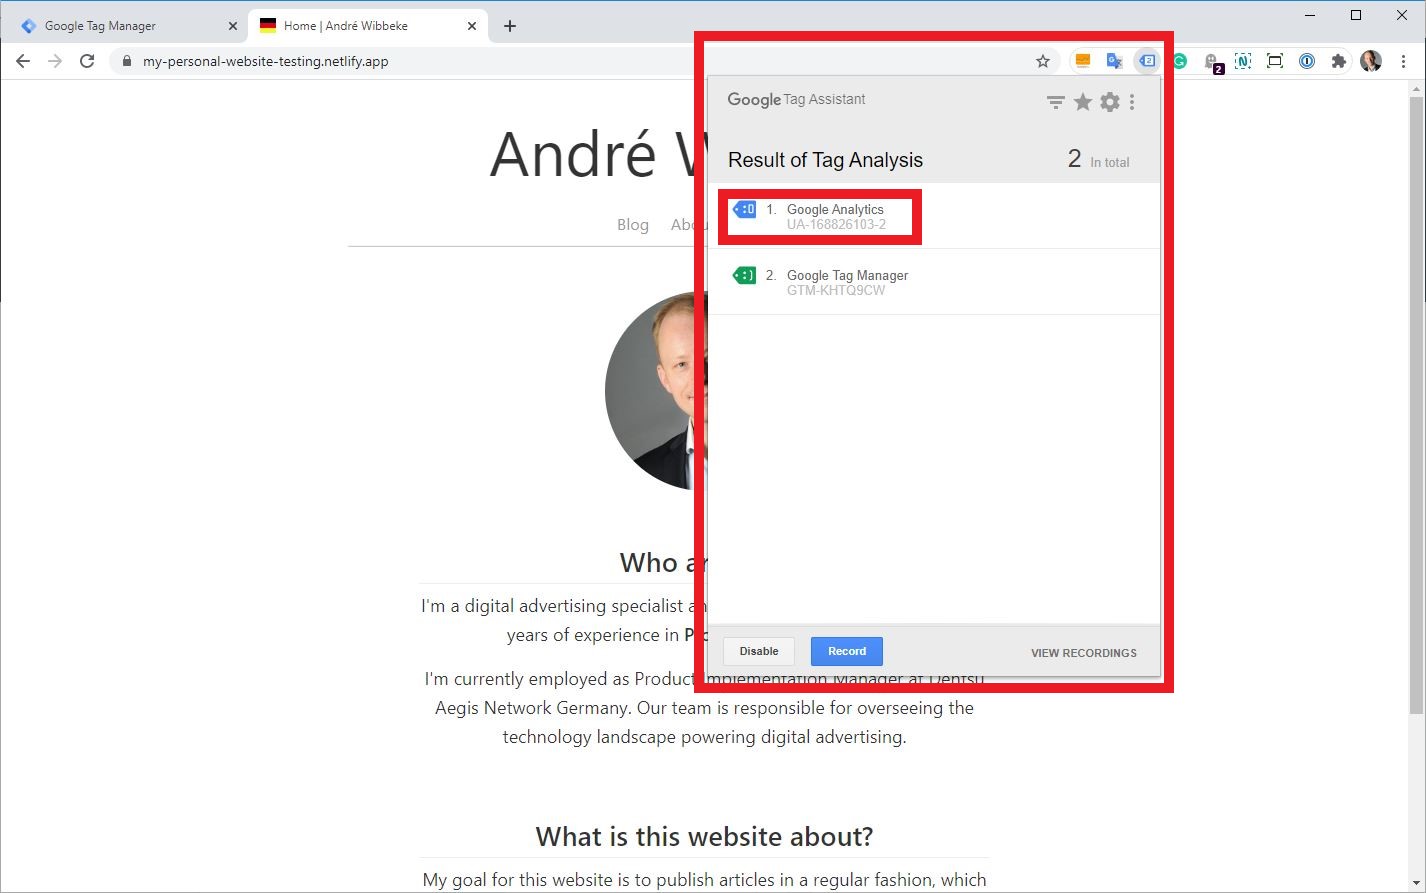 Google Tag Manager
Home | André Wibbeke
my-personal-website-testing.netlify.app
2
2
Google Tag Assistant
Result of Tag Analysis
2 In total
1. Google Analytics
UA-168826103-2
2. Google Tag Manager
GTM-KHTQ9CW
Disable
Record
VIEW RECORDINGS
André
Blog
Who
I'm a digital advertising specialist
years of experience in
I'm currently employed as Product Implementation Manager at Dentsu
Aegis Network Germany. Our team is responsible for overseeing the
technology landscape powering digital advertising.
What is this website about?
My goal for this website is to publish articles in a regular fashion, which